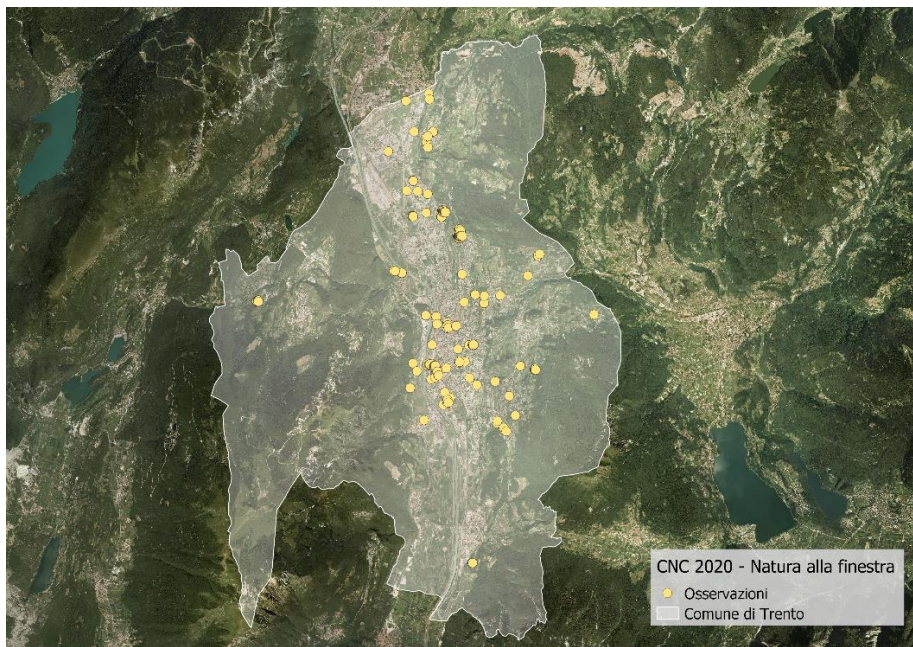 CNC 2020 - Natura alla finestra
Osservazioni
Comune di Trento